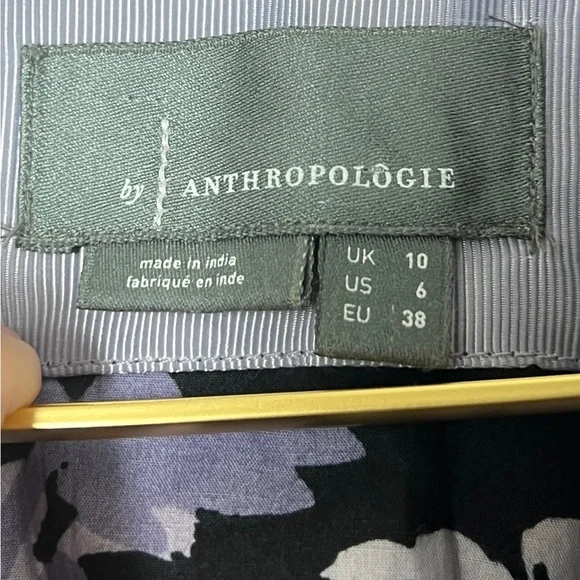 by ANTHROPOLOGIE
made in india
fabriqué en inde
UK 10
US 6
EU 38